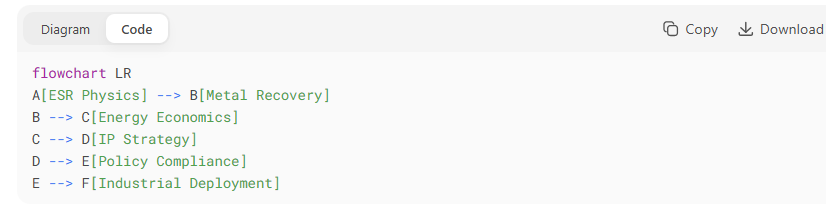 Diagram Code Copy Download
flowchart LR
A[ESR Physics] --> B[Metal Recovery]
B --> C[Energy Economics]
C --> D[IP Strategy]
D --> E[Policy Compliance]
E --> F[Industrial Deployment]